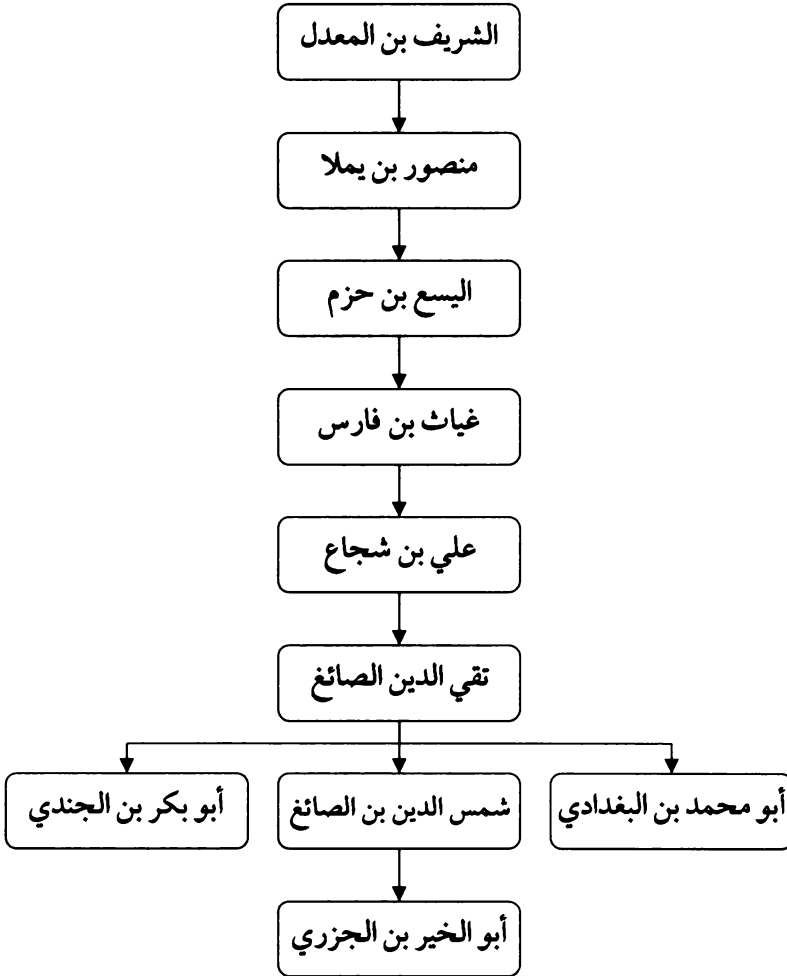 الشريف بن المعدل
منصور بن يملا
اليسع بن حزم
غياث بن فارس
علي بن شجاع
تقي الدين الصائغ
أبو محمد بن البغدادي
شمس الدين بن الصائغ
أبو بكر بن الجندي
أبو الخير بن الجزري